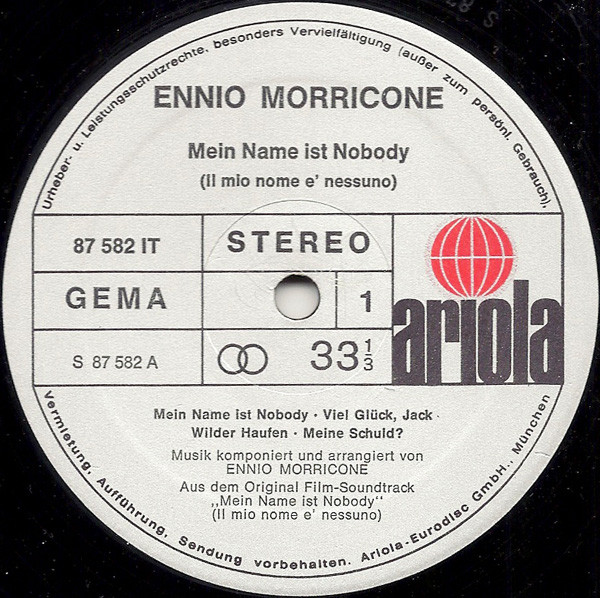 Urheber- u. Leistungsschutzrechte, besonders Vervielfältigung (außer zum persönl. Gebrauch),
ENNIO MORRICONE
Mein Name ist Nobody
(Il mio nome e' nessuno)
87 582 IT
STEREO
GEMA
1
ariola
S 87 582 A
33 1/3
Mein Name ist Nobody · Viel Glück, Jack ·
Wilder Haufen · Meine Schuld?
Musik komponiert und arrangiert von
ENNIO MORRICONE
Aus dem Original Film-Soundtrack
„Mein Name ist Nobody“
(Il mio nome e' nessuno)
Vermietung, Aufführung, Sendung vorbehalten. Ariola-Eurodisc GmbH., München